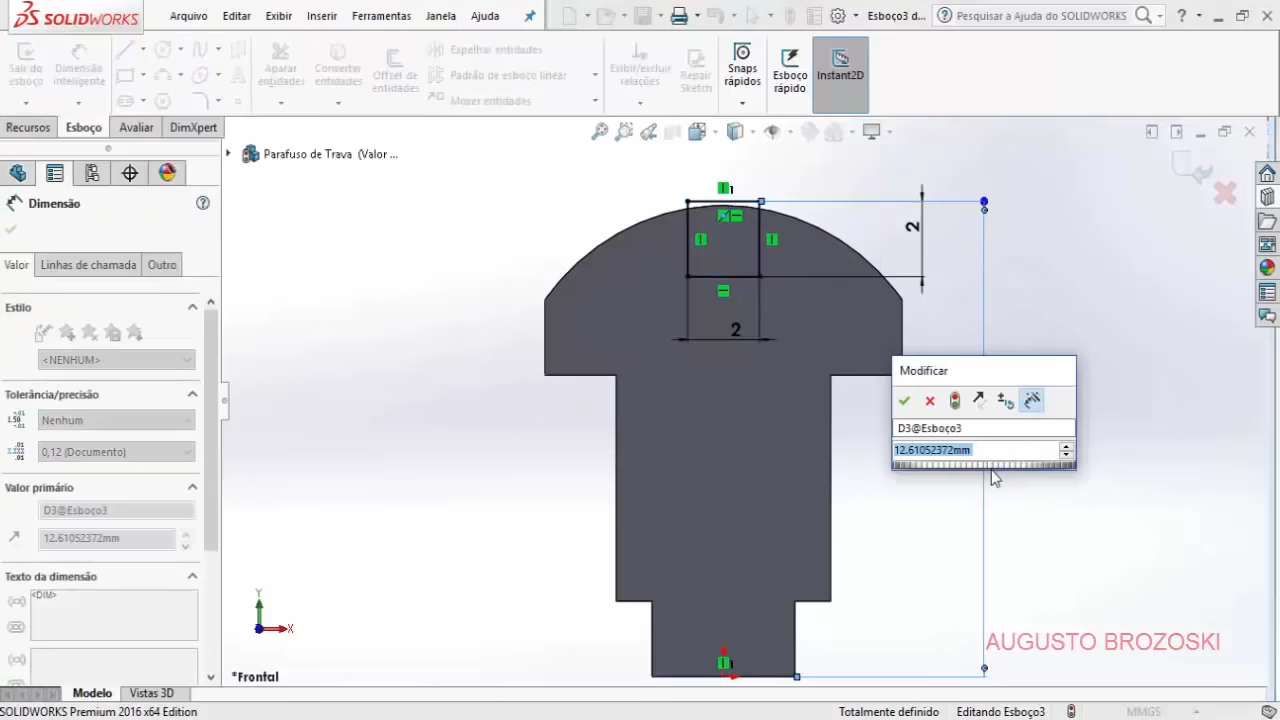 SOLIDWORKS
Arquivo
Editar
Exibir
Inserir
Ferramentas
Janela
Ajuda
Esboço3 d...
Pesquisar a Ajuda do SOLIDWORKS
Sair do esboço
Dimensão inteligente
Aparar entidades
Converter entidades
Offset de entidades
Espelhar entidades
Padrão de esboço linear
Mover entidades
Exibir/excluir relações
Repair Sketch
Snaps rápidos
Esboço rápido
Instant2D
Recursos
Esboço
Avaliar
DimXpert
Parafuso de Trava (Valor ...
Dimensão
Valor
Linhas de chamada
Outro
Estilo
<NENHUM>
Tolerância/precisão
Nenhum
0,12 (Documento)
Valor primário
D3@Esboço3
12.61052372mm
Texto da dimensão
<DIM>
2
2
Modificar
D3@Esboço3
12.61052372mm
Y
X
*Frontal
AUGUSTO BROZOSKI
Modelo
Vistas 3D
SOLIDWORKS Premium 2016 x64 Edition
Totalmente definido
Editando Esboço3
MMGS